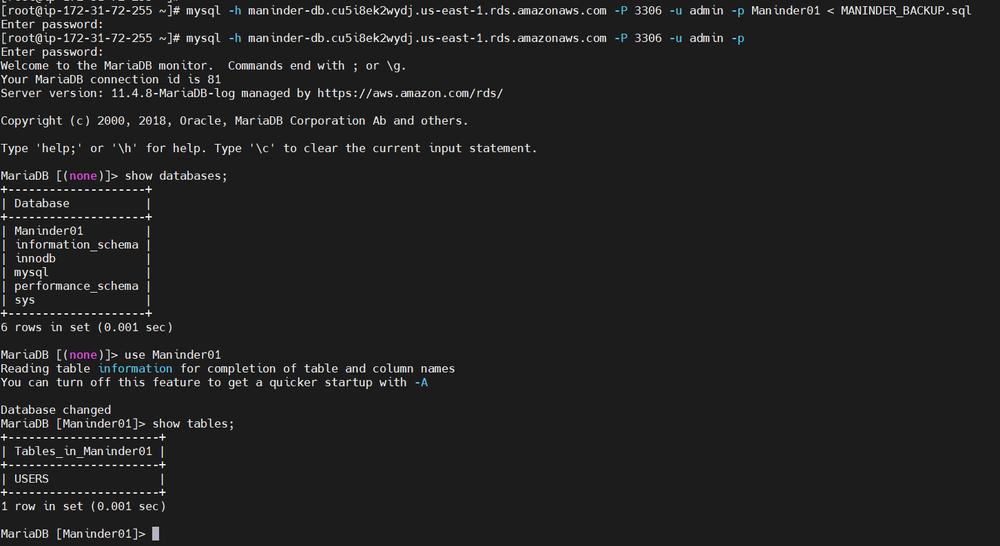 [root@ip-172-31-72-255 ~]# mysql -h maninder-db.cu5i8ek2wydj.us-east-1.rds.amazonaws.com -P 3306 -u admin -p Maninder01 < MANINDER_BACKUP.sql
Enter password:
[root@ip-172-31-72-255 ~]# mysql -h maninder-db.cu5i8ek2wydj.us-east-1.rds.amazonaws.com -P 3306 -u admin -p
Enter password:
Welcome to the MariaDB monitor.  Commands end with ; or \g.
Your MariaDB connection id is 81
Server version: 11.4.8-MariaDB-log managed by https://aws.amazon.com/rds/

Copyright (c) 2000, 2018, Oracle, MariaDB Corporation Ab and others.

Type 'help;' or '\h' for help. Type '\c' to clear the current input statement.

MariaDB [(none)]> show databases;
+--------------------+
| Database           |
+--------------------+
| Maninder01         |
| information_schema |
| innodb             |
| mysql              |
| performance_schema |
| sys                |
+--------------------+
6 rows in set (0.001 sec)

MariaDB [(none)]> use Maninder01
Reading table information for completion of table and column names
You can turn off this feature to get a quicker startup with -A

Database changed
MariaDB [Maninder01]> show tables;
+----------------------+
| Tables_in_Maninder01 |
+----------------------+
| USERS                |
+----------------------+
1 row in set (0.001 sec)

MariaDB [Maninder01]>